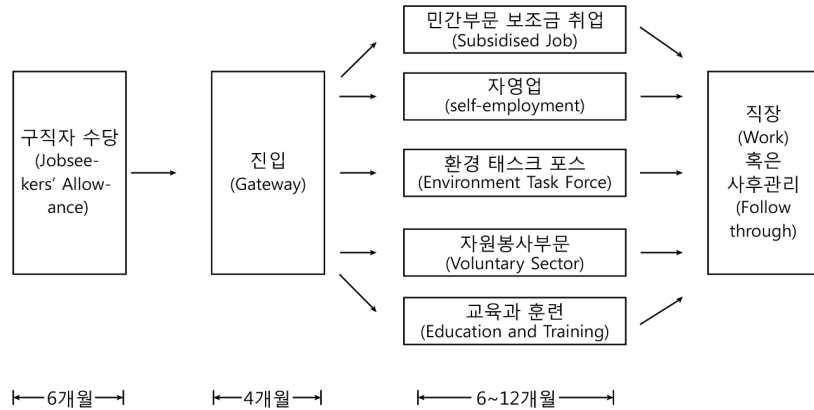 구직자 수당
(Jobsee-
kers’ Allow-
ance)
진입
(Gateway)
민간부문 보조금 취업
(Subsidised Job)
자영업
(self-employment)
환경 태스크 포스
(Environment Task Force)
자원봉사부문
(Voluntary Sector)
교육과 훈련
(Education and Training)
직장
(Work)
혹은
사후관리
(Follow
through)
6개월
4개월
6~12개월